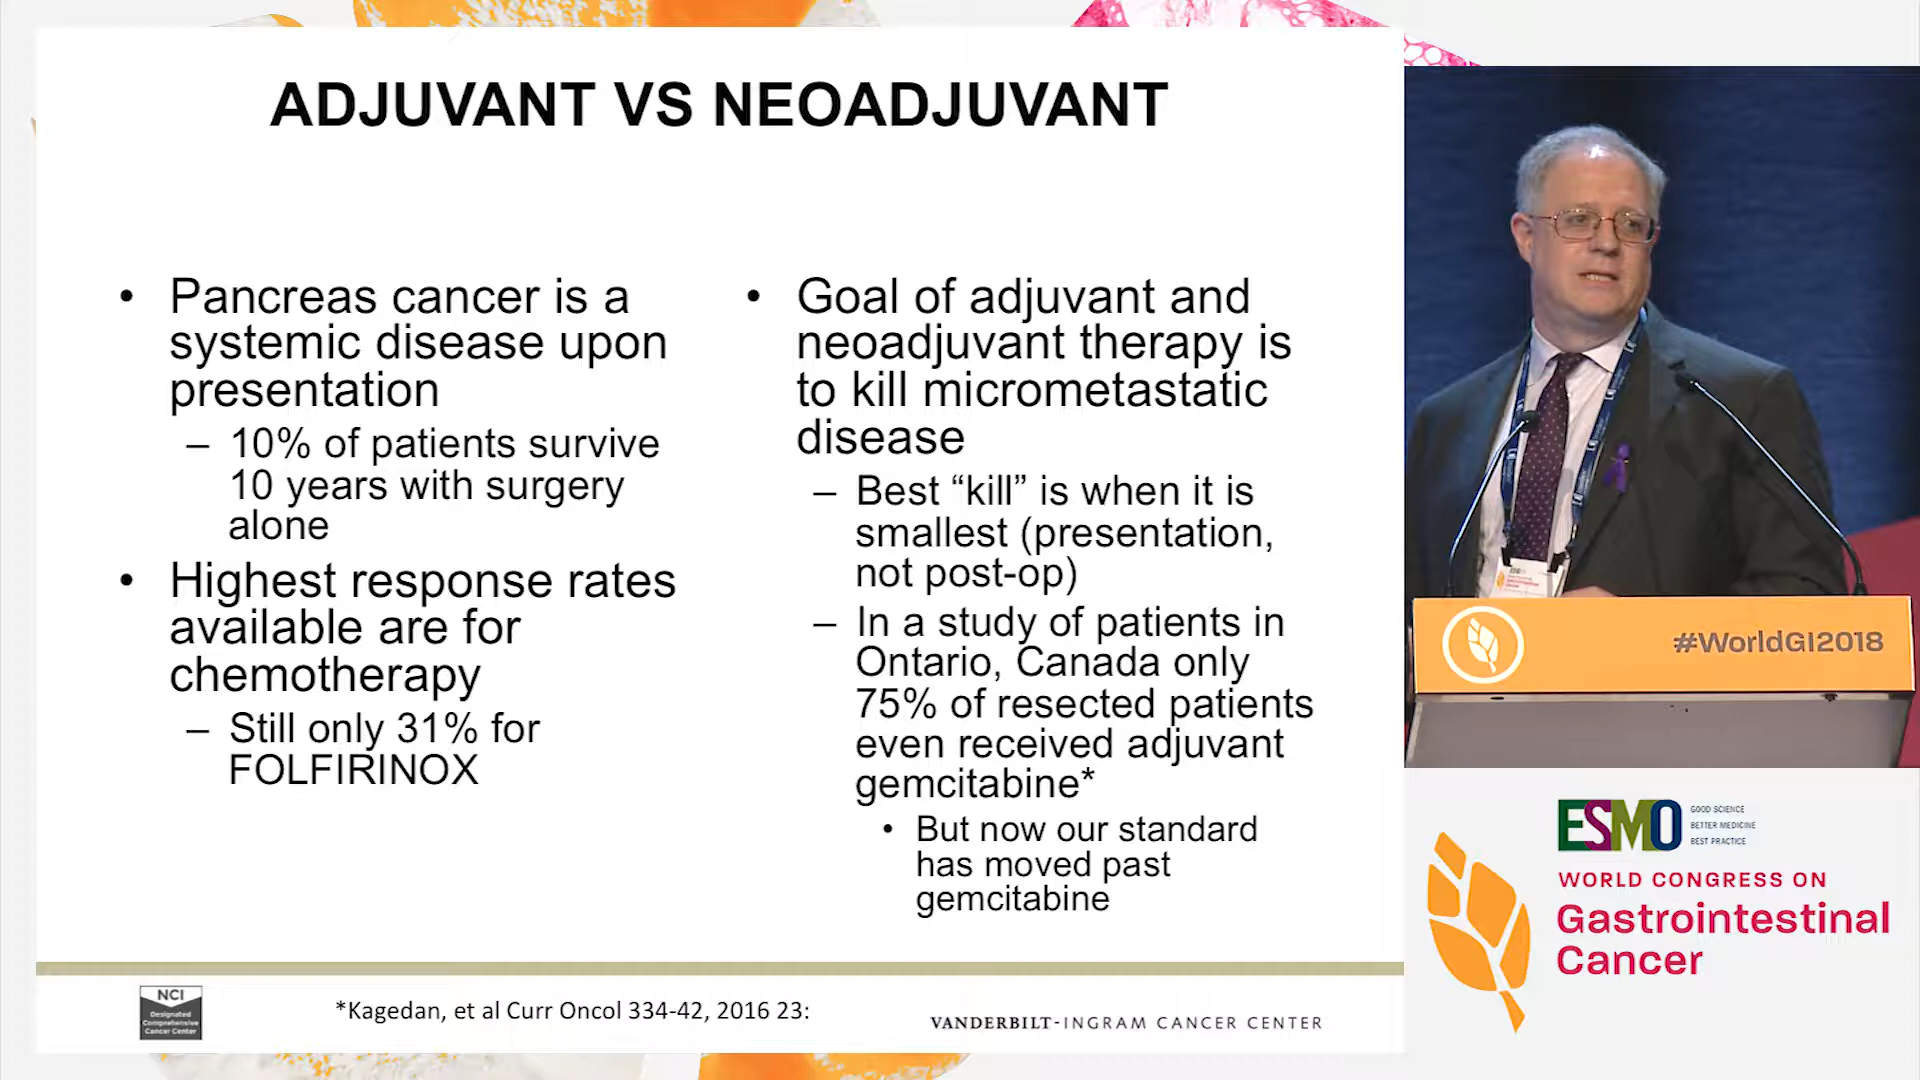 ADJUVANT VS NEOADJUVANT
• Pancreas cancer is a
systemic disease upon
presentation
– 10% of patients survive
10 years with surgery
alone
• Highest response rates
available are for
chemotherapy
– Still only 31% for
FOLFIRINOX
• Goal of adjuvant and
neoadjuvant therapy is
to kill micrometastatic
disease
– Best “kill” is when it is
smallest (presentation,
not post-op)
– In a study of patients in
Ontario, Canada only
75% of resected patients
even received adjuvant
gemcitabine*
• But now our standard
has moved past
gemcitabine
NCI
Designated
Comprehensive
Cancer Center
*Kagedan, et al Curr Oncol 334-42, 2016 23:
VANDERBILT-INGRAM CANCER CENTER
#WorldGI2018
ESMO
GOOD SCIENCE
BETTER MEDICINE
BEST PRACTICE
WORLD CONGRESS ON
Gastrointestinal
Cancer